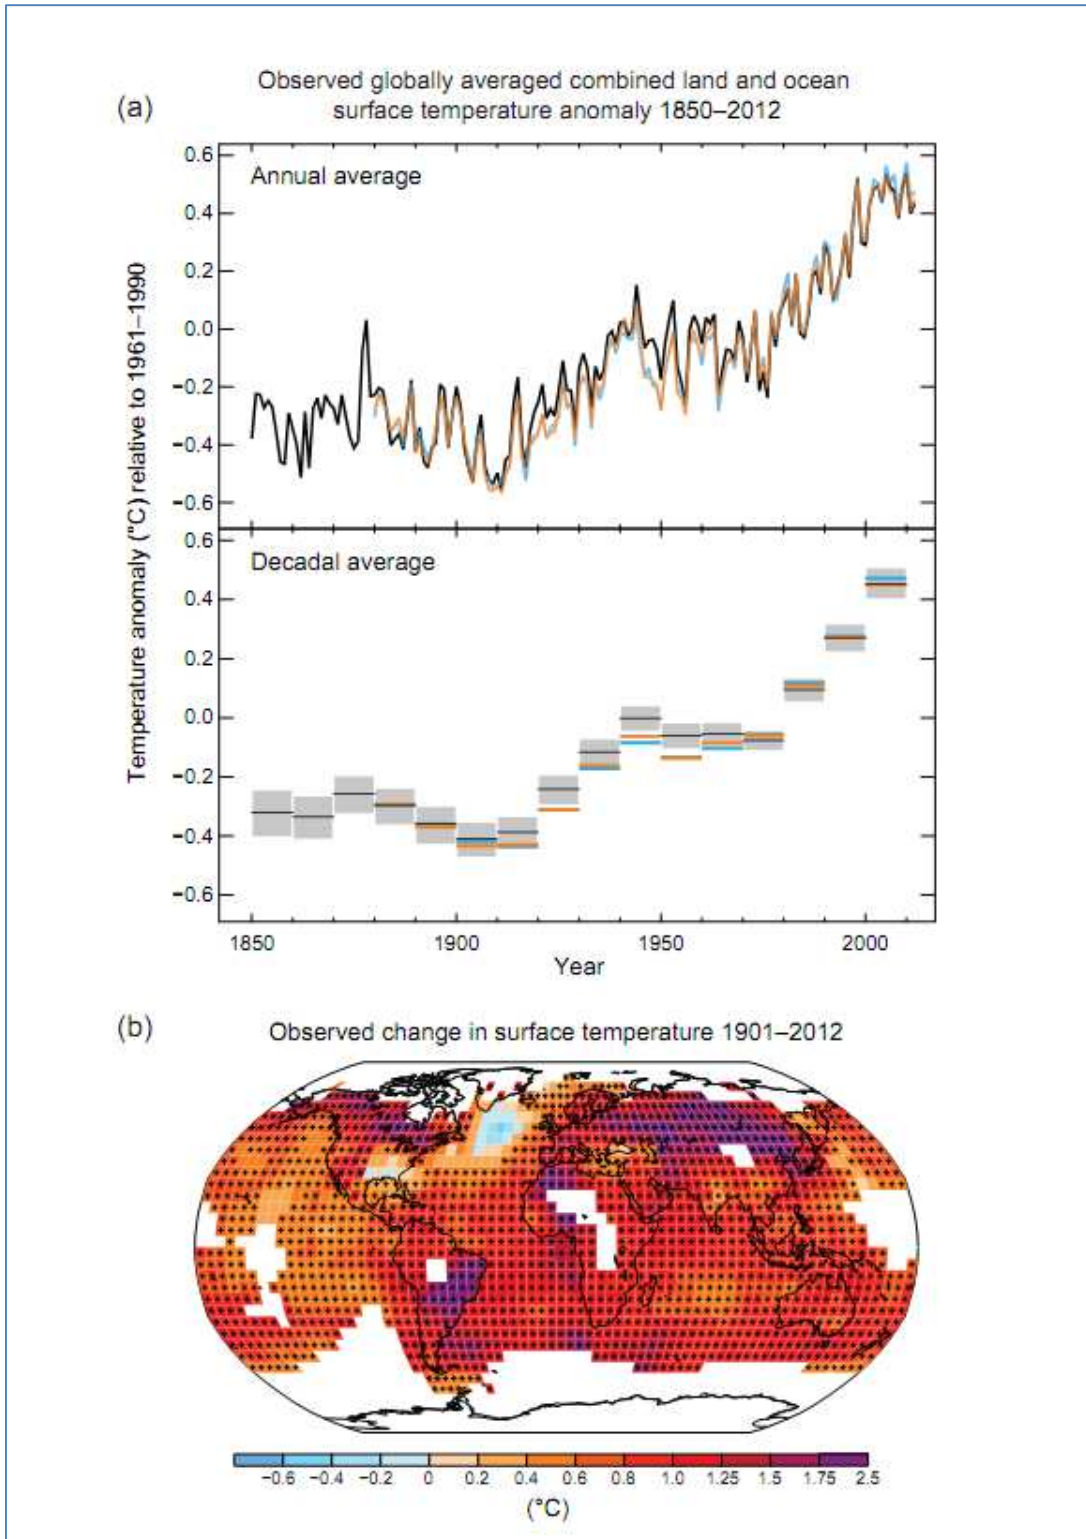 (a)
Observed globally averaged combined land and ocean
surface temperature anomaly 1850–2012
Temperature anomaly (°C) relative to 1961–1990
Annual average
0.6
0.4
0.2
0.0
−0.2
−0.4
−0.6
Decadal average
0.6
0.4
0.2
0.0
−0.2
−0.4
−0.6
1850 1900 1950 2000
Year
(b)
Observed change in surface temperature 1901–2012
−0.6 −0.4 −0.2 0 0.2 0.4 0.6 0.8 1.0 1.25 1.5 1.75 2.5
(°C)